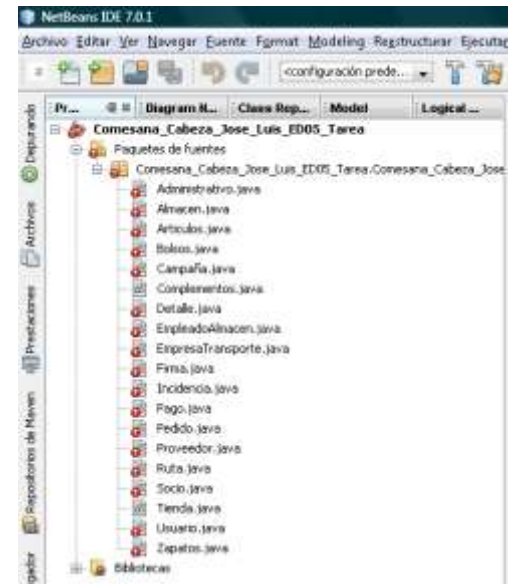 NetBeans IDE 7.0.1
Archivo Editar Ver Navegar Fuente Format Modeling Reestructurar Ejecutar
<configuración prede...
Pr... Diagram N... Class Rep... Model Logical ...
Comesana_Cabeza_Jose_Luis_ED05_Tarea
Paquetes de fuentes
Comesana_Cabeza_Jose_Luis_ED05_Tarea.Comesana_Cabeza_Jose
Administrativo.java
Almacen.java
Articulos.java
Bolsos.java
Campaña.java
Complementos.java
Detalle.java
EmpleadoAlmacen.java
EmpresaTransporte.java
Firma.java
Incidencia.java
Pago.java
Pedido.java
Proveedor.java
Ruta.java
Socio.java
Tienda.java
Usuario.java
Zapatos.java
Bibliotecas
Depurando
Archivos
Prestaciones
Repositorios de Maven
gador